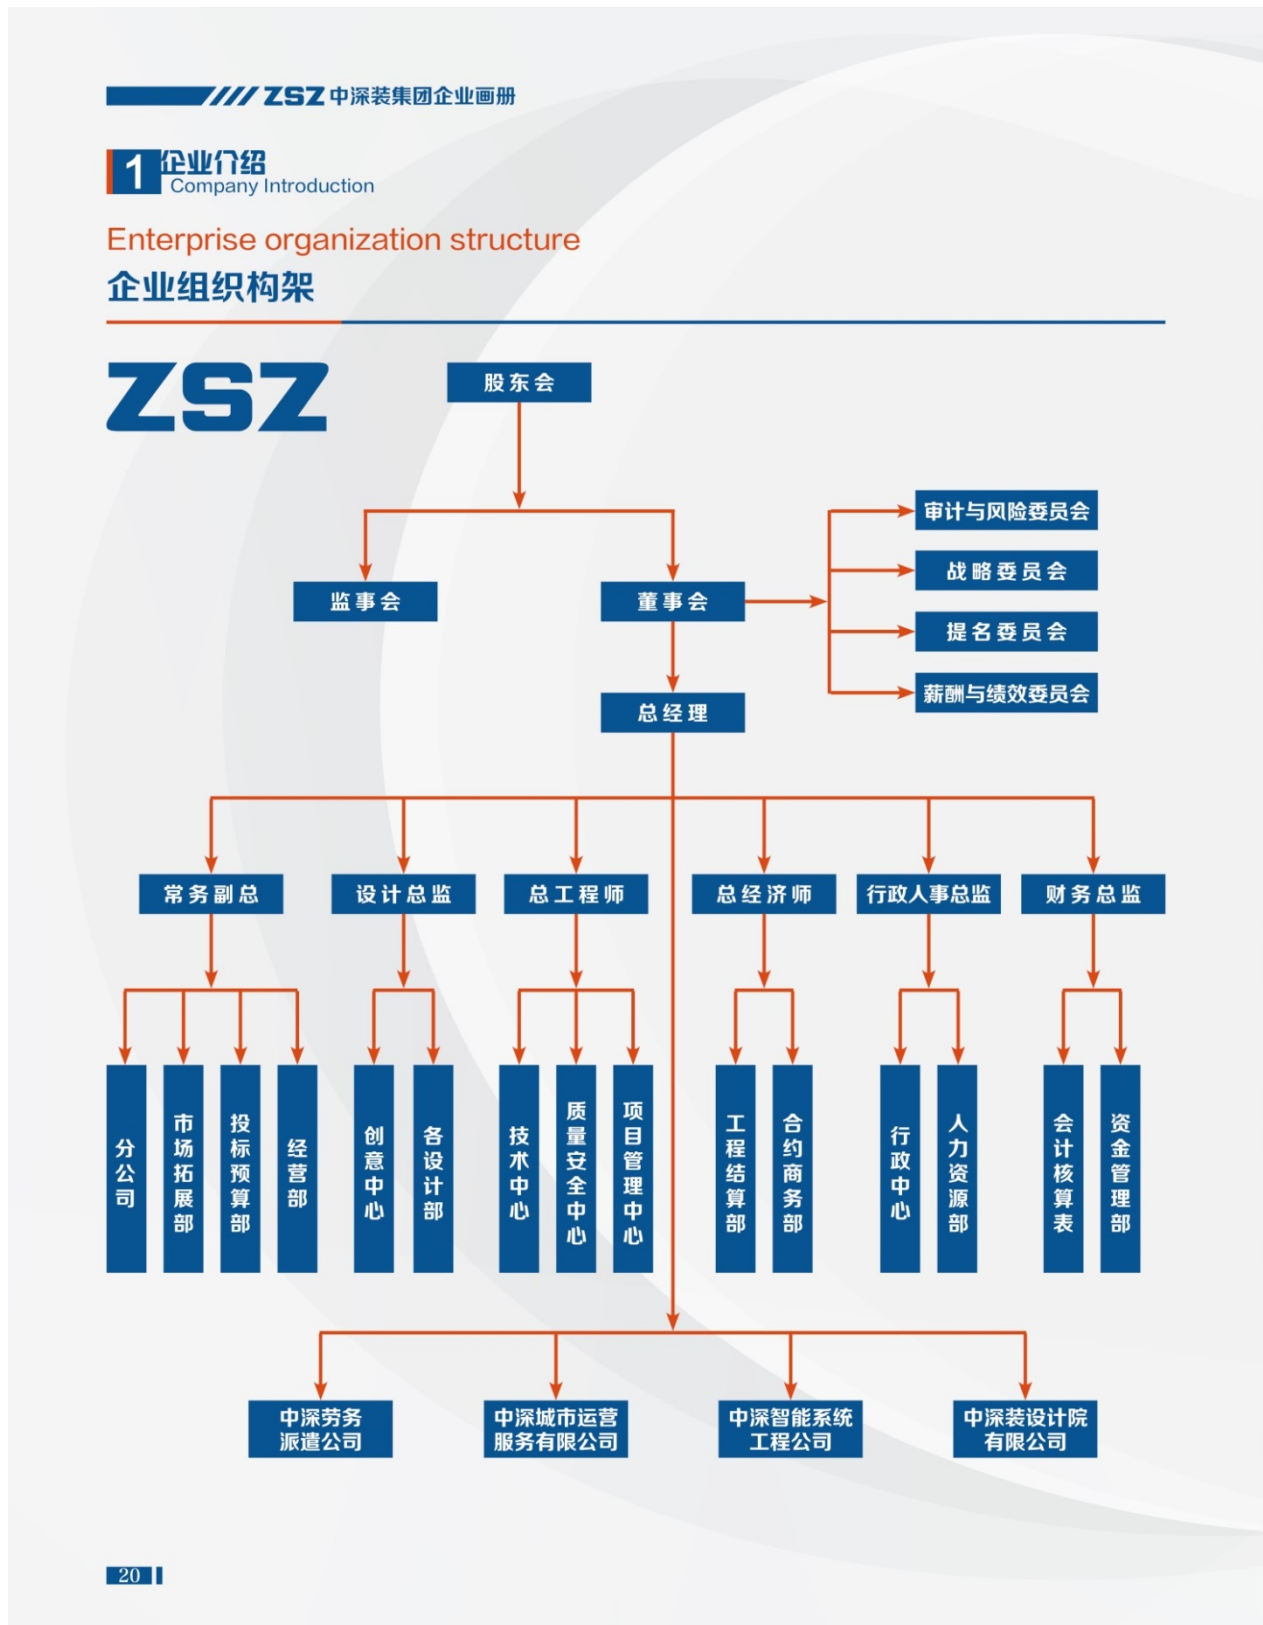 ZSZ 中深装集团企业画册
1 企业介绍
Company Introduction
Enterprise organization structure
企业组织构架
ZSZ
股东会
审计与风险委员会
战略委员会
监事会
董事会
提名委员会
薪酬与绩效委员会
总经理
常务副总
设计总监
总工程师
总经济师
行政人事总监
财务总监
分公司
市场拓展部
投标预算部
经营部
创意中心
各设计部
技术中心
质量安全中心
项目管理中心
工程结算部
合约商务部
行政中心
人力资源部
会计核算表
资金管理部
中深劳务
派遣公司
中深城市运营
服务有限公司
中深智能系统
工程公司
中深装设计院
有限公司
20